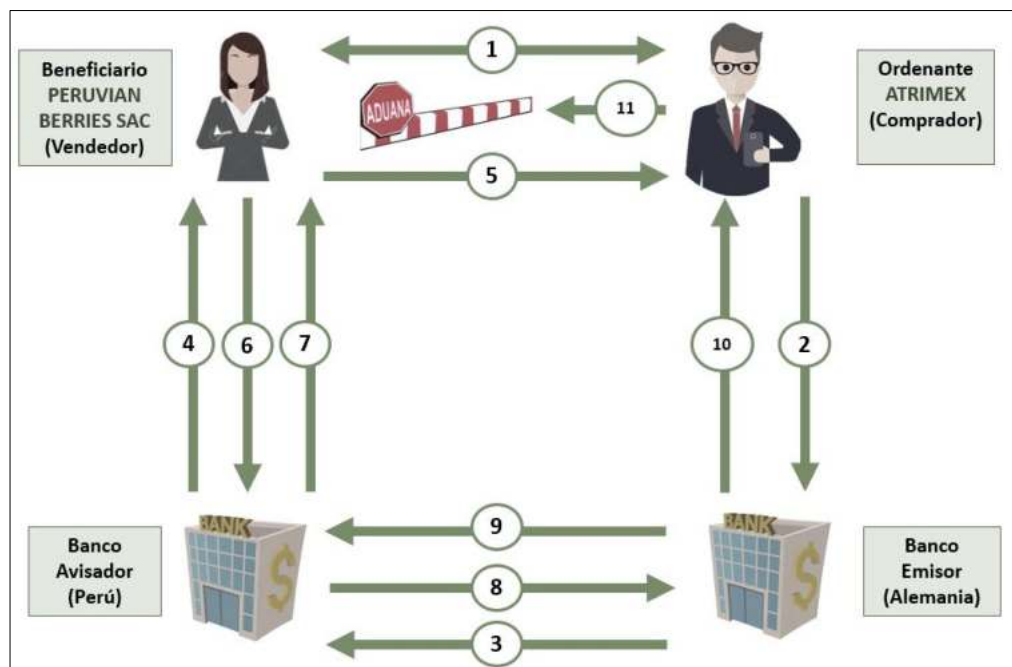 Beneficiario
PERUVIAN
BERRIES SAC
(Vendedor)
1
ADUANA
11
Ordenante
ATRIMEX
(Comprador)
5
4
6
7
10
2
Banco
Avisador
(Perú)
BANK
$
9
8
3
BANK
$
Banco
Emisor
(Alemania)